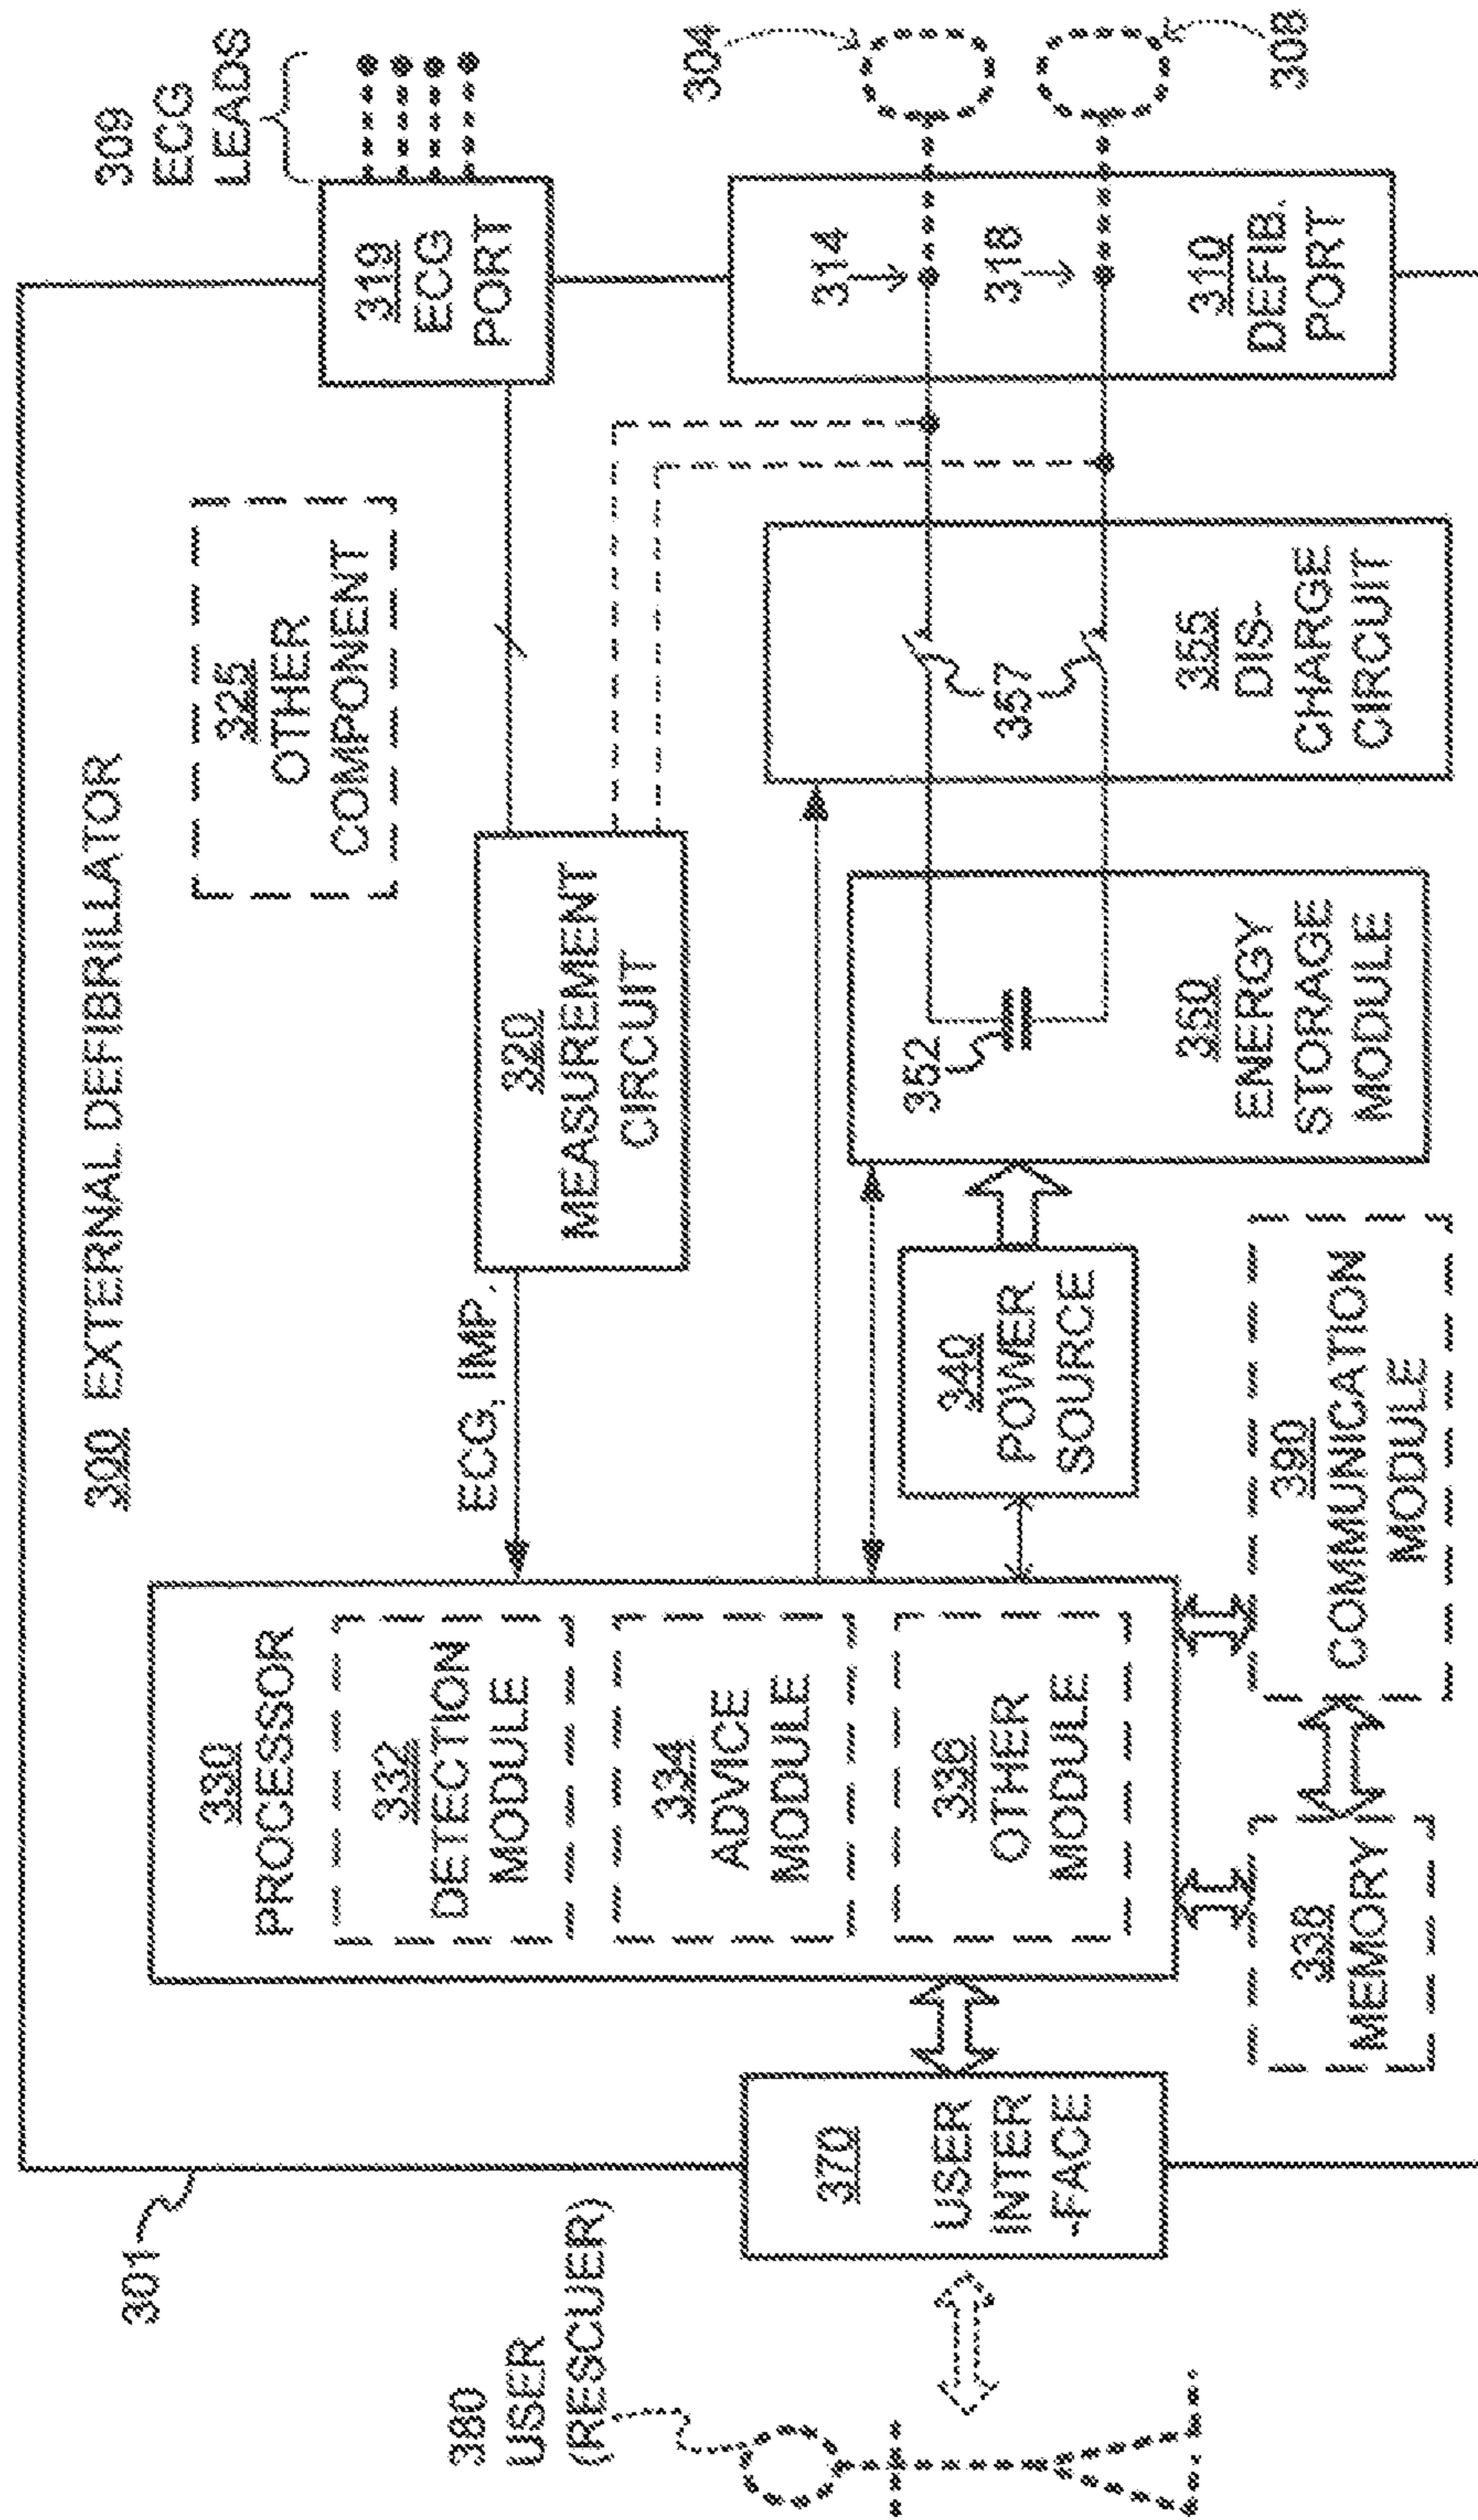 300 EXTERNAL DEFIBRILLATOR
301
309
ECG
LEADS
319
ECG
PORT
325
OTHER
COMPONENT
320
MEASUREMENT
CIRCUIT
ECG, IMP.
330
PROCESSOR
332
DETECTION
MODULE
334
ADVICE
MODULE
336
OTHER
MODULE
380
USER
(RESCUER)
370
USER
INTER
-FACE
304
314
318
308
310
DEFIB.
PORT
357
355
DIS-
CHARGE
CIRCUIT
352
350
ENERGY
STORAGE
MODULE
340
POWER
SOURCE
338
MEMORY
390
COMMUNICATION
MODULE